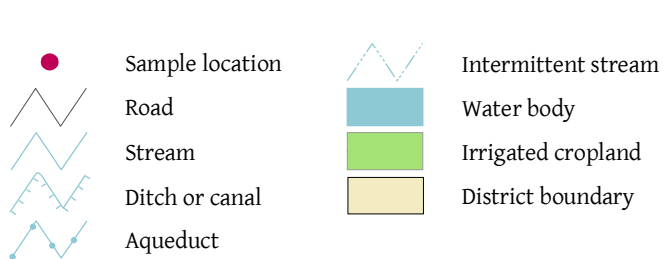 Sample location
Road
Stream
Ditch or canal
Aqueduct
Intermittent stream
Water body
Irrigated cropland
District boundary